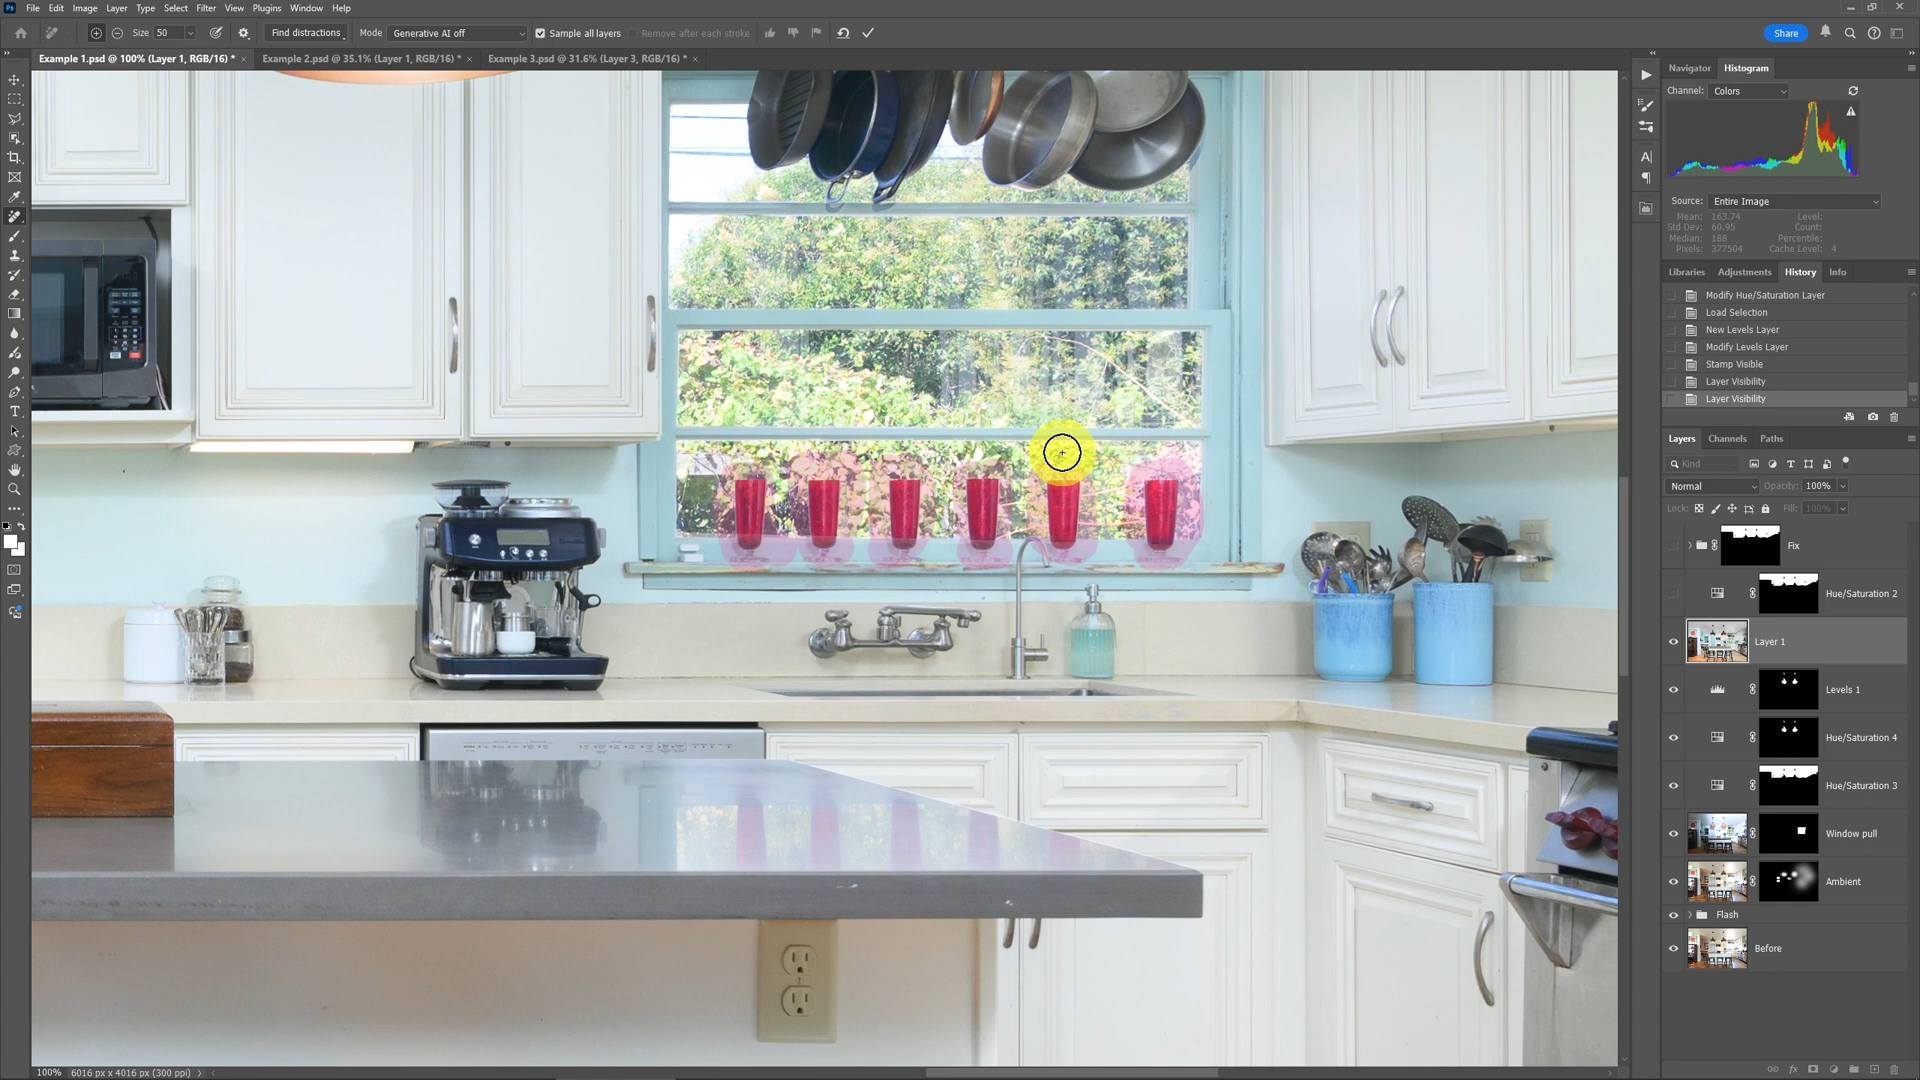 File Edit Image Layer Type Select Filter View Plugins Window Help
Size 50 Find distractions Mode Generative AI off Sample all layers Remove after each stroke Share
Example 1.psd @ 100% (Layer 1, RGB/16) * × Example 2.psd @ 35.1% (Layer 1, RGB/16) * × Example 3.psd @ 31.6% (Layer 3, RGB/16) * ×
Navigator Histogram
Channel: Colors
Source: Entire Image
Mean: 163.74 Level:
Std Dev: 60.95 Count:
Median: 188 Percentile:
Pixels: 377504 Cache Level: 4
Libraries Adjustments History Info
Modify Hue/Saturation Layer
Load Selection
New Levels Layer
Modify Levels Layer
Stamp Visible
Layer Visibility
Layer Visibility
Layers Channels Paths
Kind
Normal Opacity: 100%
Lock: Fill: 100%
Fix
Hue/Saturation 2
Layer 1
Levels 1
Hue/Saturation 4
Hue/Saturation 3
Window pull
Ambient
Flash
Before
100% 6016 px x 4016 px (300 ppi)